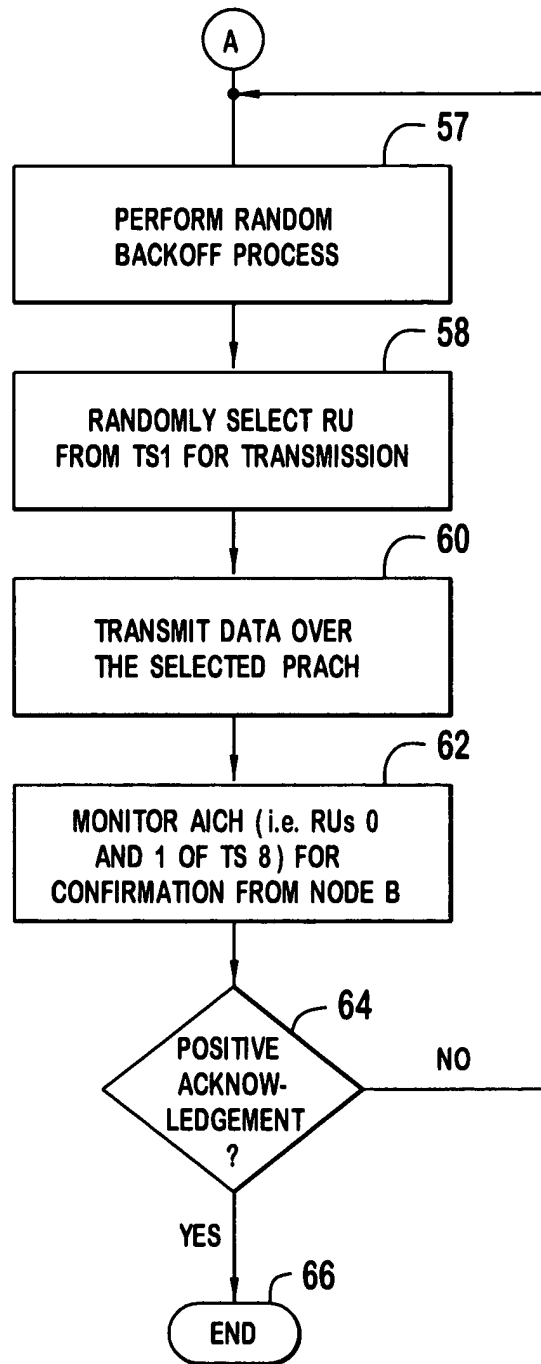 A
57
PERFORM RANDOM
BACKOFF PROCESS
58
RANDOMLY SELECT RU
FROM TS1 FOR TRANSMISSION
60
TRANSMIT DATA OVER
THE SELECTED PRACH
62
MONITOR AICH (i.e. RUs 0
AND 1 OF TS 8) FOR
CONFIRMATION FROM NODE B
64
POSITIVE
ACKNOW-
LEDGEMENT
?
NO
YES
66
END